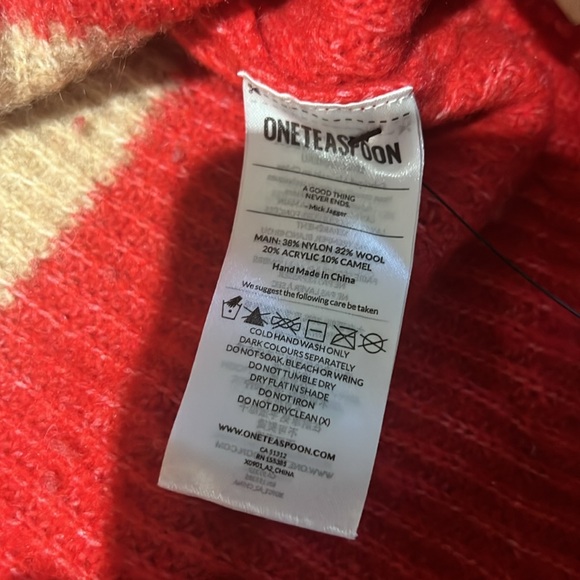 ONETEASPOON
A GOOD THING
NEVER ENDS.
-Mick Jagger
MAIN: 38% NYLON 32% WOOL
20% ACRYLIC 10% CAMEL
Hand Made in China
We suggest the following care be taken
COLD HAND WASH ONLY
DARK COLOURS SEPARATELY
DO NOT SOAK, BLEACH OR WRING
DO NOT TUMBLE DRY
DRY FLAT IN SHADE
DO NOT IRON
DO NOT DRYCLEAN (X)
WWW.ONETEASPOON.COM
CA 51312